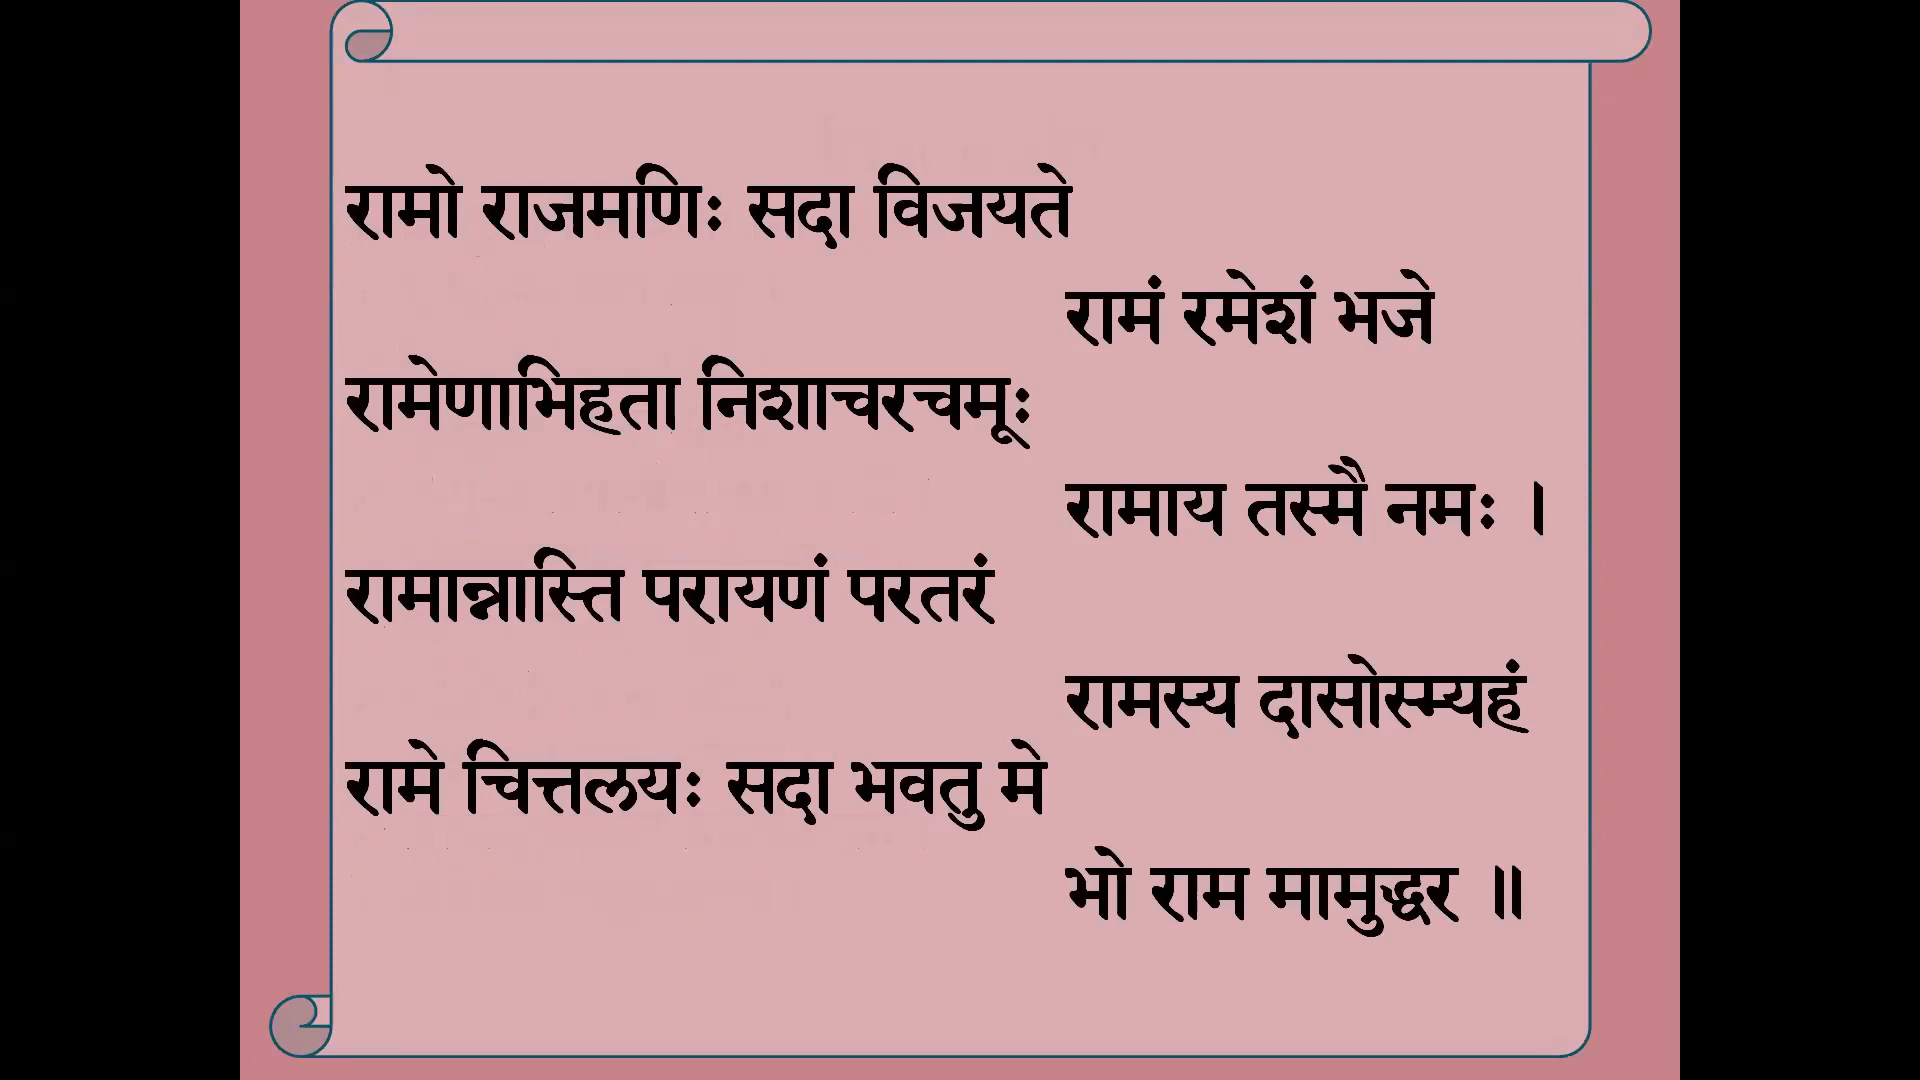 रामो राजमणिः सदा विजयते
रामं रमेशं भजे
रामेणाभिहता निशाचरचमूः
रामाय तस्मै नमः ।
रामान्नास्ति परायणं परतरं
रामस्य दासोस्म्यहं
रामे चित्तलयः सदा भवतु मे
भो राम मामुद्धर ॥